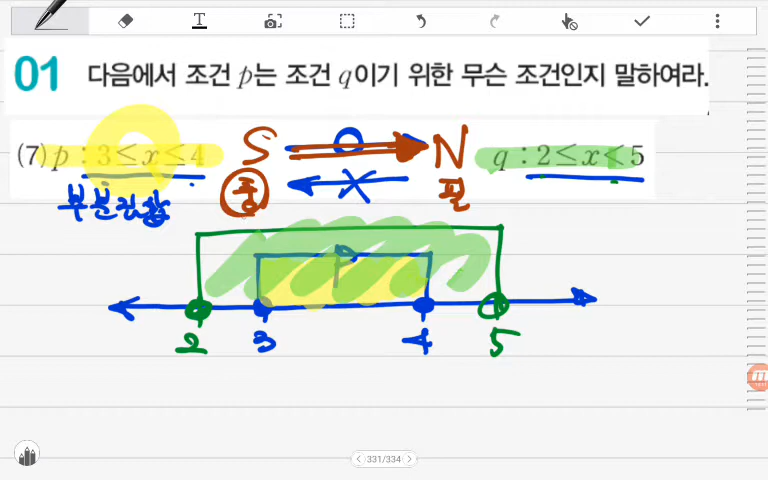 T
01 다음에서 조건 p는 조건 q이기 위한 무슨 조건인지 말하여라.
(7) p : 3≤x≤4 S N q : 2≤x<5
부분집합 충 필
P
2 3 4 5
331/334